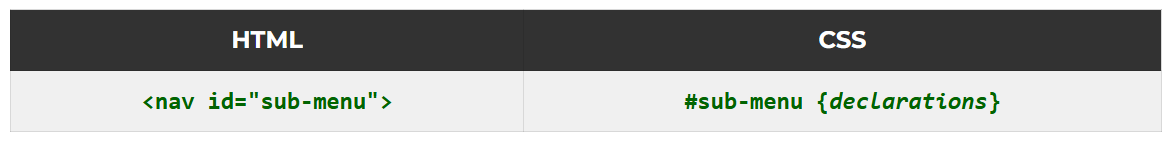 HTML CSS
<nav id="sub-menu"> #sub-menu {declarations}